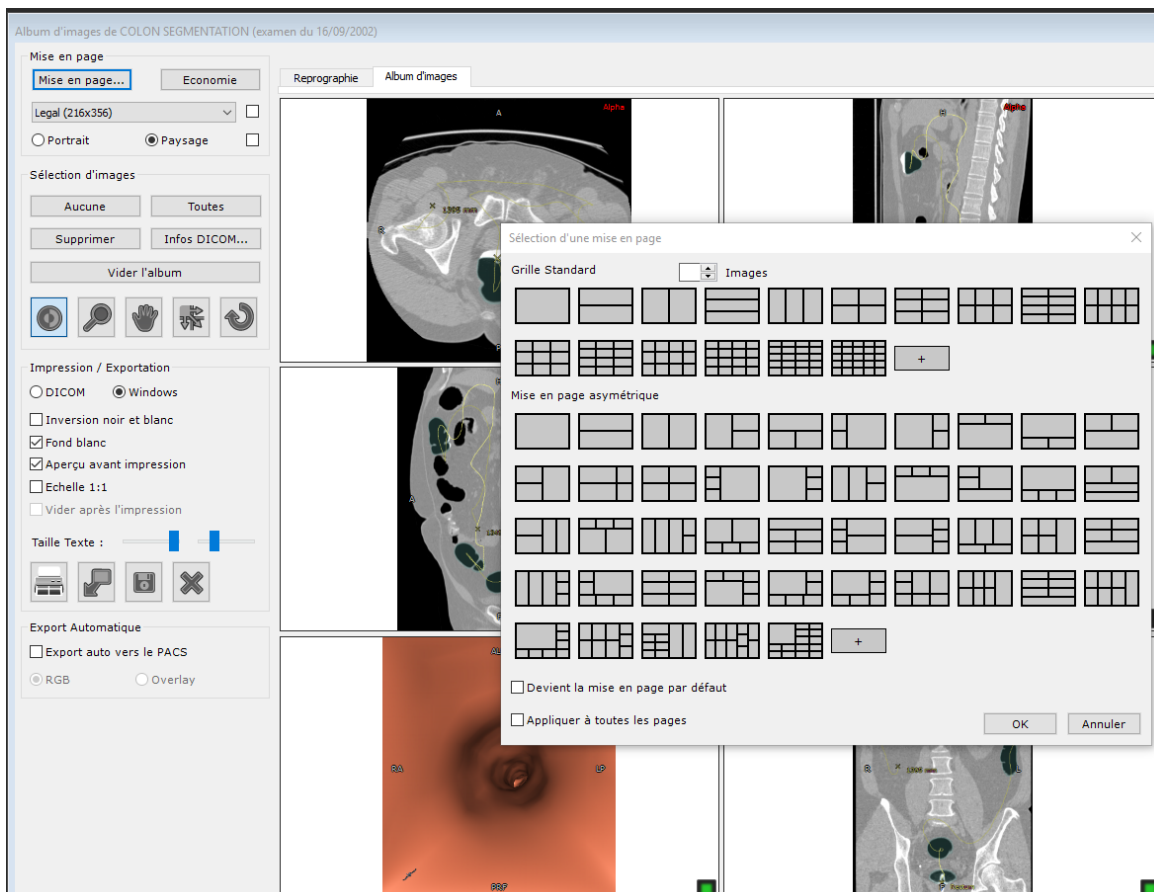 Album d'images de COLON SEGMENTATION (examen du 16/09/2002)
Mise en page
Mise en page...
Economie
Legal (216x356)
Portrait
Paysage
Sélection d'images
Aucune
Toutes
Supprimer
Infos DICOM...
Vider l'album
Impression / Exportation
DICOM
Windows
Inversion noir et blanc
Fond blanc
Aperçu avant impression
Echelle 1:1
Vider après l'impression
Taille Texte :
Export Automatique
Export auto vers le PACS
RGB
Overlay
Reprographie
Album d'images
Alpha
A
R
1305 mm
Alpha
H
A
RA
LP
PRF
R
L
Sélection d'une mise en page
Grille Standard
Images
+
Mise en page asymétrique
+
Devient la mise en page par défaut
Appliquer à toutes les pages
OK
Annuler